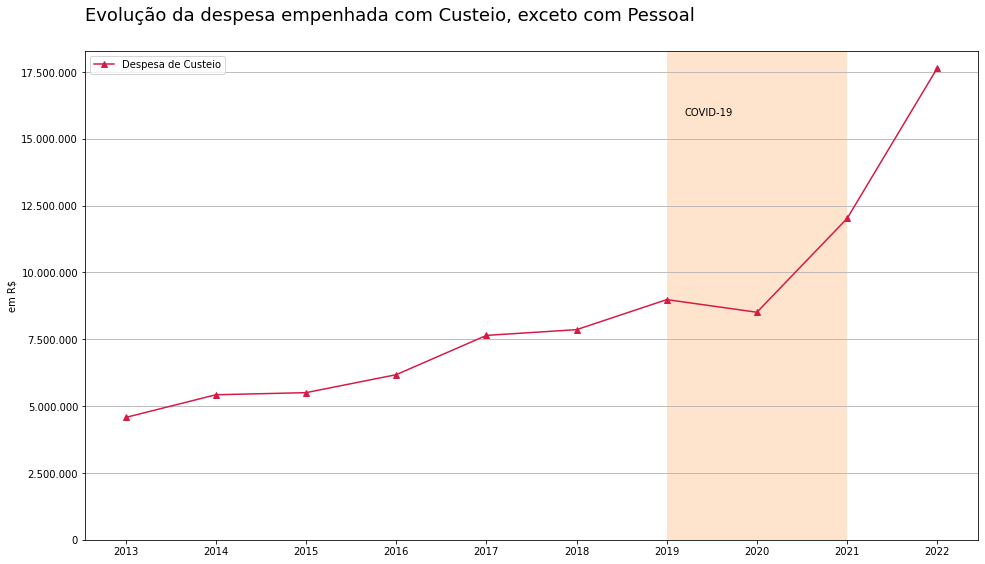 Evolução da despesa empenhada com Custeio, exceto com Pessoal
Despesa de Custeio
17.500.000
COVID-19
15.000.000
12.500.000
10.000.000
em R$
7.500.000
5.000.000
2.500.000
0
2013 2014 2015 2016 2017 2018 2019 2020 2021 2022